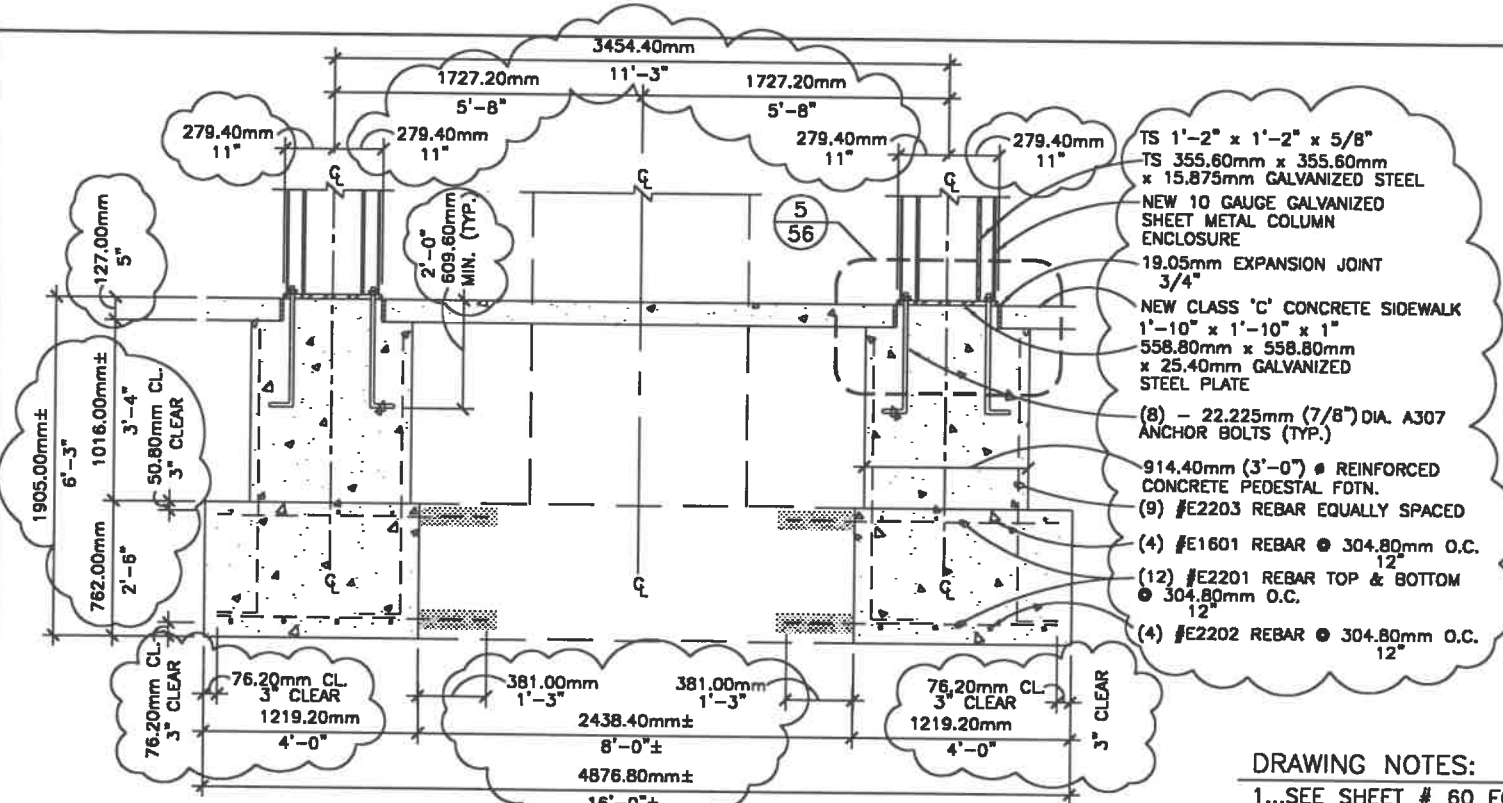 3454.40mm
11'-3"
1727.20mm
5'-8"
1727.20mm
5'-8"
279.40mm
11"
279.40mm
11"
279.40mm
11"
279.40mm
11"
127.00mm
5"
2'-0"
609.60mm
MIN. (TYP.)
5
56
1905.00mm±
6'-3"
1016.00mm±
3'-4"
50.80mm CL.
3" CLEAR
762.00mm
2'-6"
76.20mm CL.
3" CLEAR
76.20mm CL.
3" CLEAR
1219.20mm
4'-0"
381.00mm
1'-3"
381.00mm
1'-3"
2438.40mm±
8'-0"±
4876.80mm±
16'-0"±
76.20mm CL.
3" CLEAR
1219.20mm
4'-0"
3" CLEAR
TS 1'-2" x 1'-2" x 5/8"
TS 355.60mm x 355.60mm
x 15.875mm GALVANIZED STEEL
NEW 10 GAUGE GALVANIZED
SHEET METAL COLUMN
ENCLOSURE
19.05mm EXPANSION JOINT
3/4"
NEW CLASS 'C' CONCRETE SIDEWALK
1'-10" x 1'-10" x 1"
558.80mm x 558.80mm
x 25.40mm GALVANIZED
STEEL PLATE
(8) - 22.225mm (7/8") DIA. A307
ANCHOR BOLTS (TYP.)
914.40mm (3'-0") ø REINFORCED
CONCRETE PEDESTAL FDTN.
(9) #E2203 REBAR EQUALLY SPACED
(4) #E1601 REBAR @ 304.80mm O.C.
12"
(12) #E2201 REBAR TOP & BOTTOM
@ 304.80mm O.C.
12"
(4) #E2202 REBAR @ 304.80mm O.C.
12"
DRAWING NOTES:
1...SEE SHEET # 60